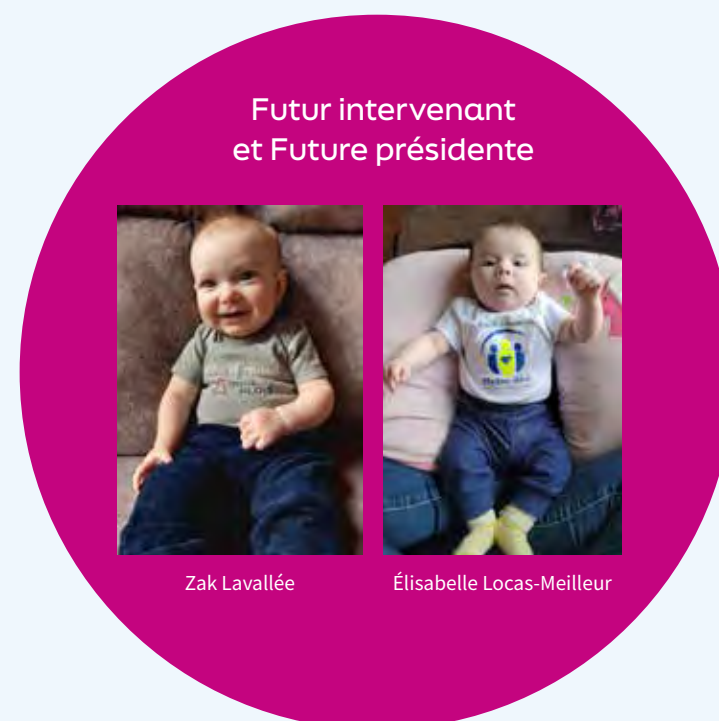 Futur intervenant
et Future présidente
Zak Lavallée
Élisabelle Locas-Meilleur